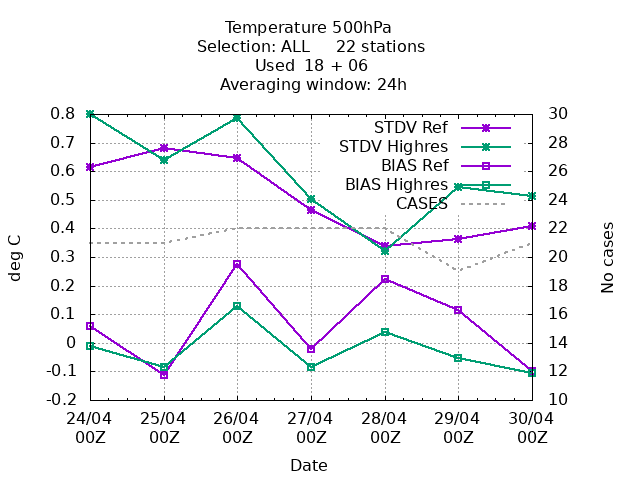 Temperature 500hPa
Selection: ALL     22 stations
Used  18 + 06
Averaging window: 24h
STDV Ref
STDV Highres
BIAS Ref
BIAS Highres
CASES
0.8
0.7
0.6
0.5
0.4
0.3
0.2
0.1
0
-0.1
-0.2
deg C
30
28
26
24
22
20
18
16
14
12
10
No cases
24/04 25/04 26/04 27/04 28/04 29/04 30/04
00Z 00Z 00Z 00Z 00Z 00Z 00Z
Date